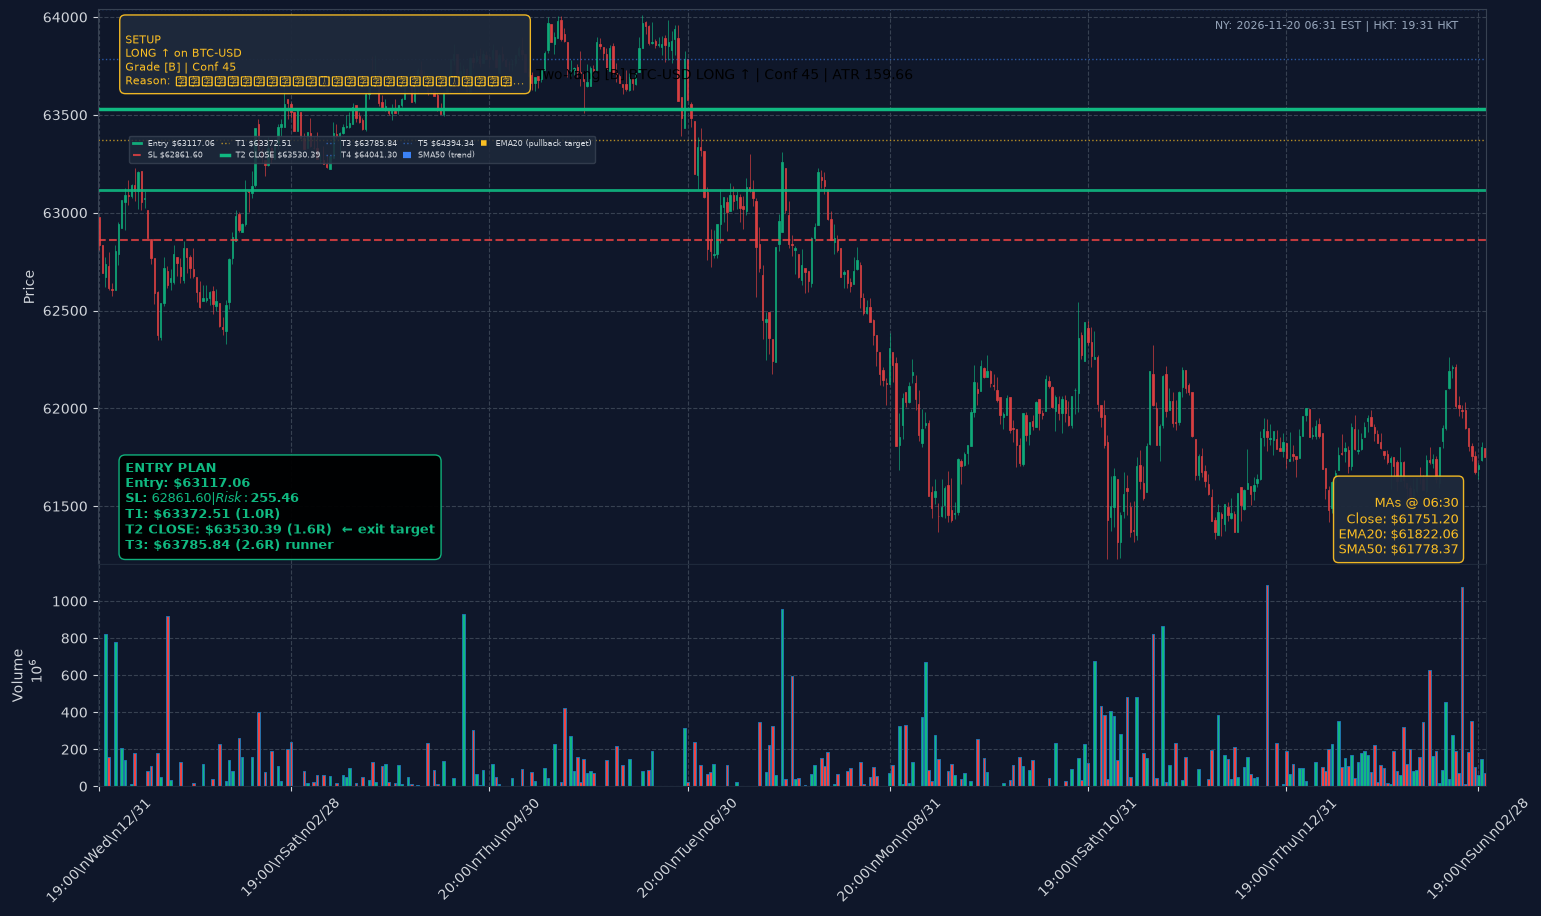 NY: 2026-11-20 06:31 EST | HKT: 19:31 HKT
SETUP
LONG ↑ on BTC-USD
Grade [B] | Conf 45
Reason:
BTC-USD LONG ↑ | Conf 45 | ATR 159.66
Entry $63117.06
SL $62861.60
T1 $63372.51
T2 CLOSE $63530.39
T3 $63785.84
T4 $64041.30
T5 $64394.34
SMA50 (trend)
EMA20 (pullback target)
64000
63500
63000
62500
62000
61500
Price
ENTRY PLAN
Entry: $63117.06
SL: 62861.60|Risk:255.46
T1: $63372.51 (1.0R)
T2 CLOSE: $63530.39 (1.6R) ← exit target
T3: $63785.84 (2.6R) runner
MAs @ 06:30
Close: $61751.20
EMA20: $61822.06
SMA50: $61778.37
1000
800
600
400
200
0
Volume
10⁶
19:00\nWed\n12/31
19:00\nSat\n02/28
20:00\nThu\n04/30
20:00\nTue\n06/30
20:00\nMon\n08/31
19:00\nSat\n10/31
19:00\nThu\n12/31
19:00\nSun\n02/28